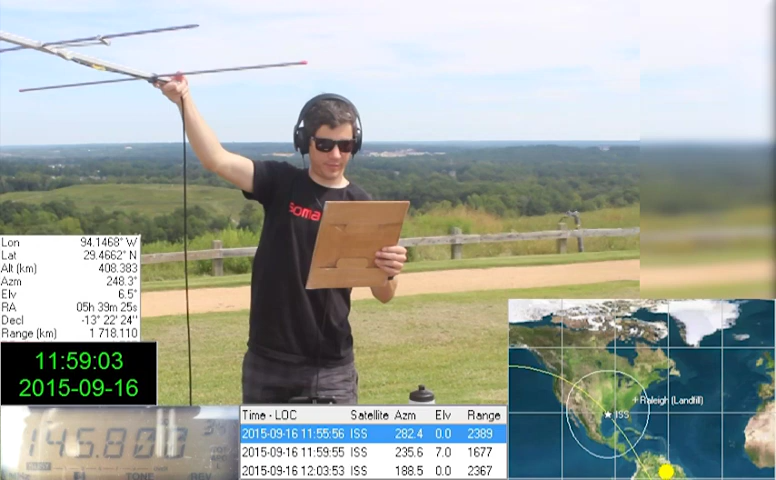 soma
Lon 94.1468° W
Lat 29.4662° N
Alt (km) 408.383
Azm 248.3°
Elv 6.5°
RA 05h 39m 25s
Decl -13° 22' 24"
Range (km) 1 718.110
11:59:03
2015-09-16
145.800
BUSY TONE REV
Time - LOC Satellite Azm Elv Range
2015-09-16 11:55:56 ISS 282.4 0.0 2389
2015-09-16 11:59:55 ISS 235.6 7.0 1677
2015-09-16 12:03:53 ISS 188.5 0.0 2367
Raleigh (Landfill)
ISS